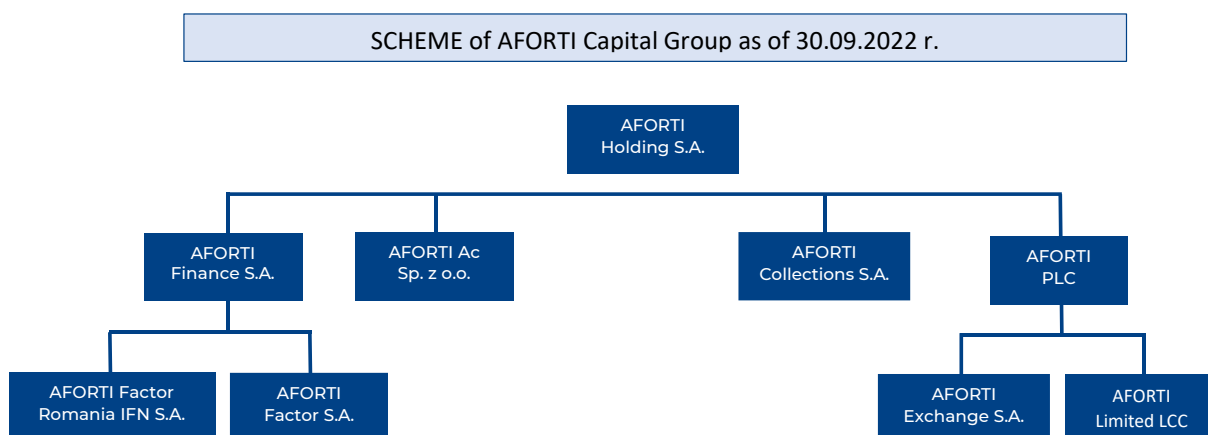 SCHEME of AFORTI Capital Group as of 30.09.2022 r.
AFORTI
Holding S.A.
AFORTI
Finance S.A.
AFORTI Ac
Sp. z o.o.
AFORTI
Collections S.A.
AFORTI
PLC
AFORTI Factor
Romania IFN S.A.
AFORTI
Factor S.A.
AFORTI
Exchange S.A.
AFORTI
Limited LCC